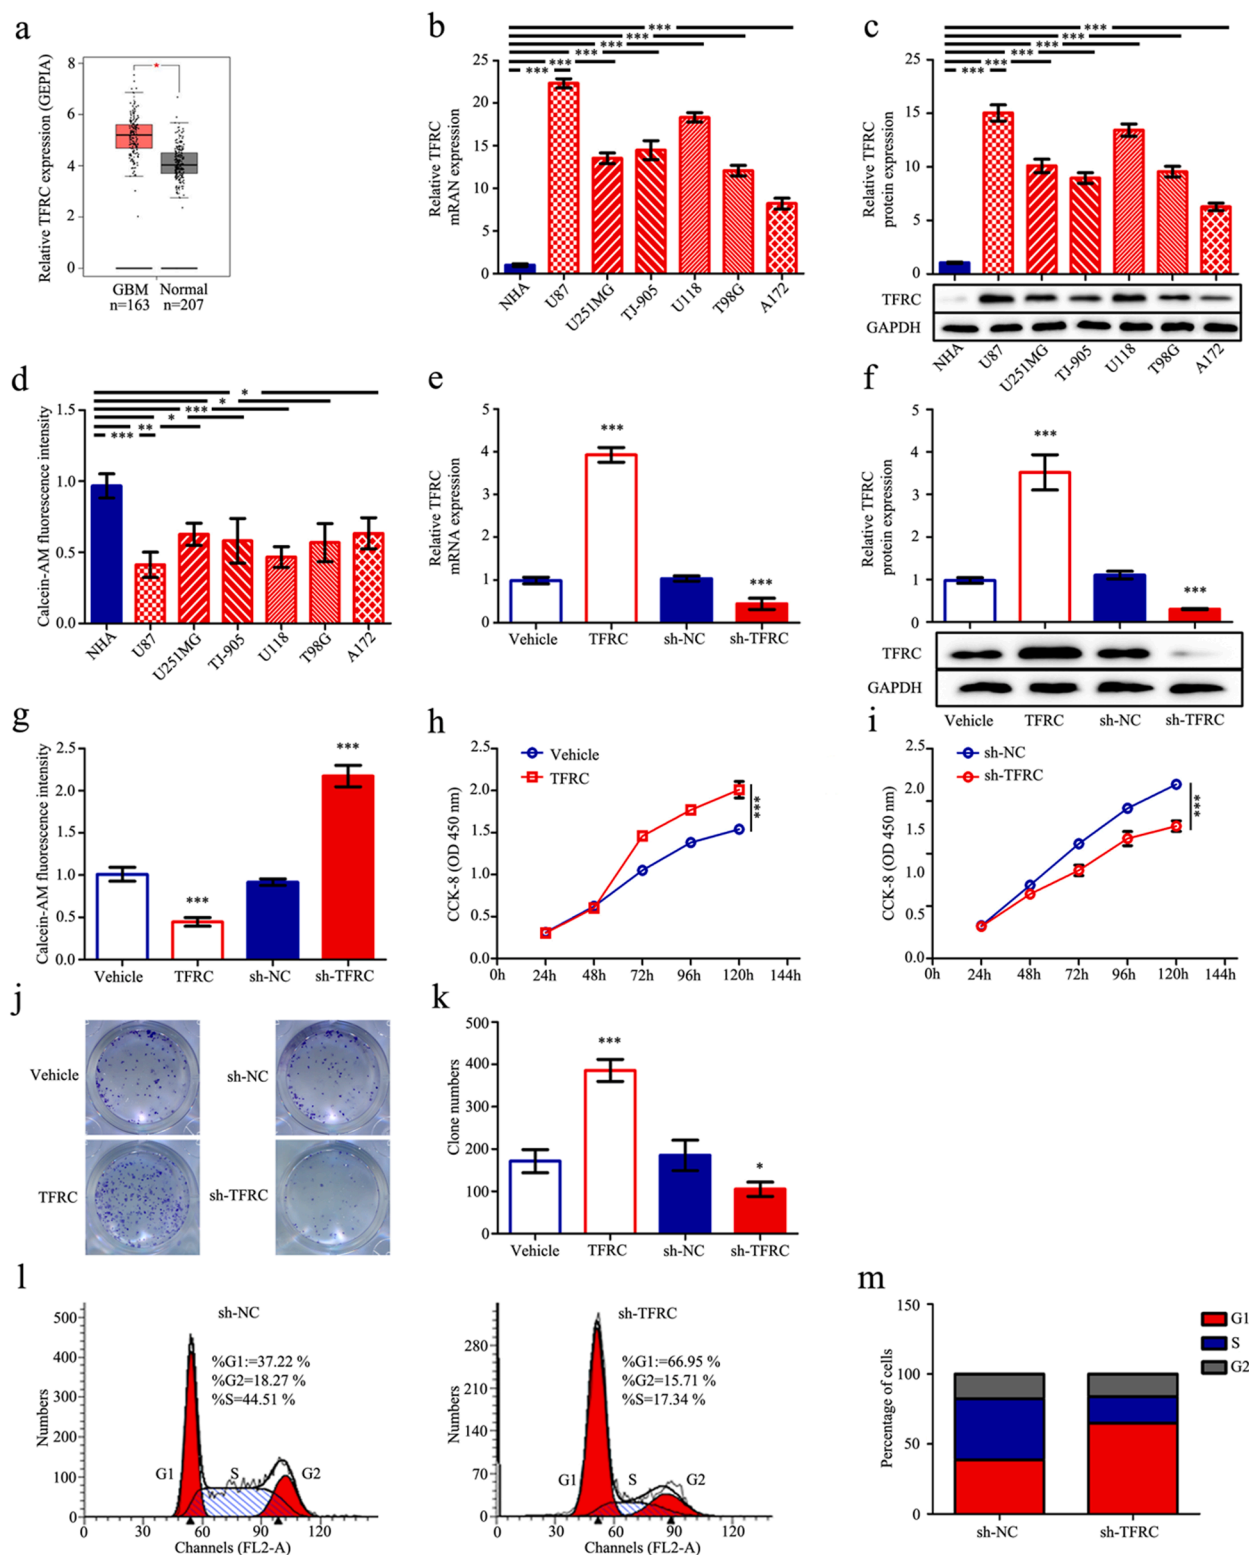 a
Relative TFRC expression (GEPIA)
8
6
4
2
0
*
GBM
n=163
Normal
n=207
b
Relative TFRC
mRAN expression
25
20
15
10
5
0
***
***
***
***
***
***
NHA
U87
U251MG
TJ-905
U118
T98G
A172
c
Relative TFRC
protein expression
25
15
10
5
0
***
***
***
***
***
***
TFRC
GAPDH
NHA
U87
U251MG
TJ-905
U118
T98G
A172
d
Calcein-AM fluorescence intensity
1.5
1.0
0.5
0.0
*
*
***
*
**
***
NHA
U87
U251MG
TJ-905
U118
T98G
A172
e
Relative TFRC
mRNA expression
5
4
3
2
1
0
***
***
Vehicle
TFRC
sh-NC
sh-TFRC
f
Relative TFRC
protein expression
5
4
3
2
1
0
***
***
TFRC
GAPDH
Vehicle
TFRC
sh-NC
sh-TFRC
g
Calcein-AM fluorescence intensity
2.5
2.0
1.5
1.0
0.5
0.0
***
***
Vehicle
TFRC
sh-NC
sh-TFRC
h
CCK-8 (OD 450 nm)
2.5
2.0
1.5
1.0
0.5
0.0
Vehicle
TFRC
***
0h
24h
48h
72h
96h
120h
144h
i
CCK-8 (OD 450 nm)
2.5
2.0
1.5
1.0
0.5
0.0
sh-NC
sh-TFRC
***
0h
24h
48h
72h
96h
120h
144h
j
Vehicle
sh-NC
TFRC
sh-TFRC
k
Clone numbers
500
400
300
200
100
0
***
*
Vehicle
TFRC
sh-NC
sh-TFRC
l
Numbers
500
400
300
200
100
0
sh-NC
%G1:=37.22 %
%G2=18.27 %
%S=44.51 %
G1
S
G2
0
30
60
90
120
Channels (FL2-A)
Numbers
280
210
140
70
0
sh-TFRC
%G1:=66.95 %
%G2=15.71 %
%S=17.34 %
G1
S
G2
0
30
60
90
120
Channels (FL2-A)
m
Percentage of cells
150
100
50
0
G1
S
G2
sh-NC
sh-TFRC